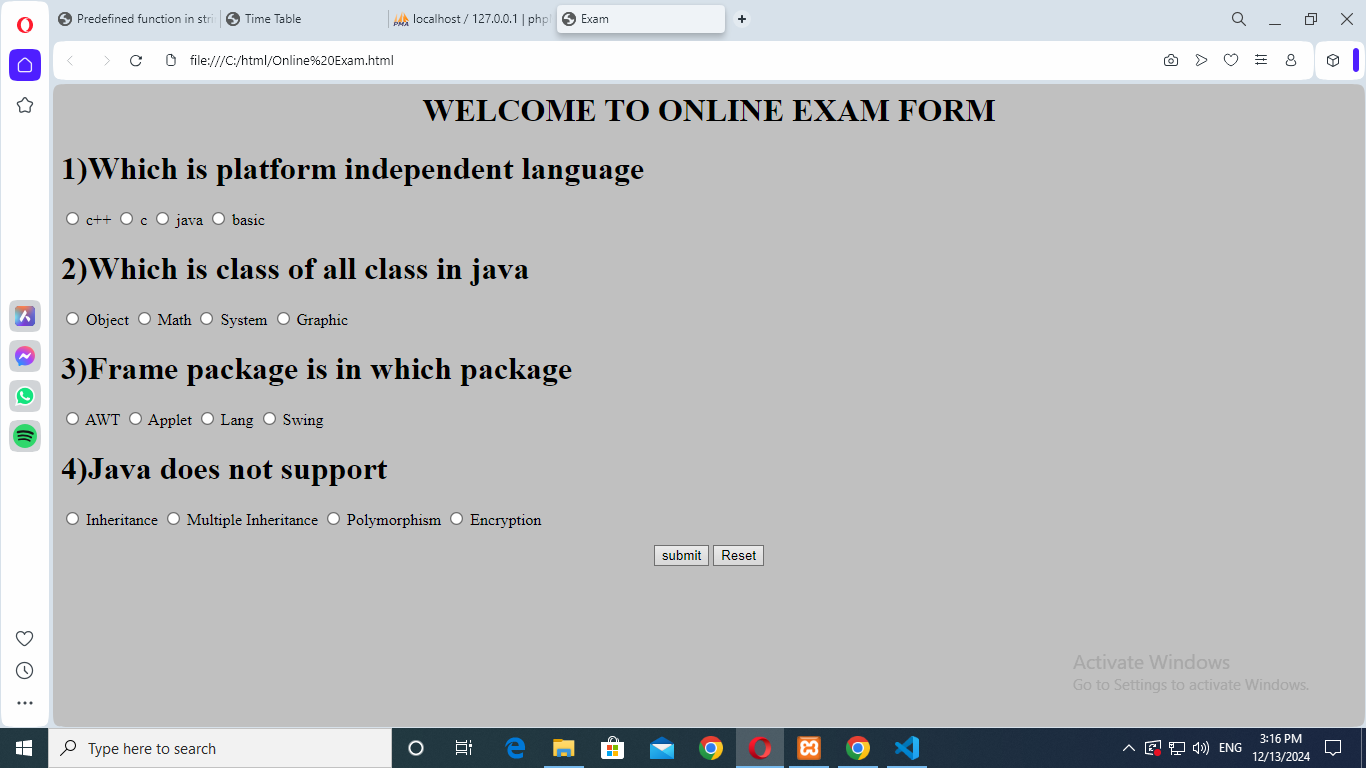 Predefined function in stri
Time Table
localhost / 127.0.0.1 | php
Exam
file:///C:/html/Online%20Exam.html
WELCOME TO ONLINE EXAM FORM
1)Which is platform independent language
c++ c java basic
2)Which is class of all class in java
Object Math System Graphic
3)Frame package is in which package
AWT Applet Lang Swing
4)Java does not support
Inheritance Multiple Inheritance Polymorphism Encryption
submit Reset
Activate Windows
Go to Settings to activate Windows.
Type here to search
ENG
3:16 PM
12/13/2024